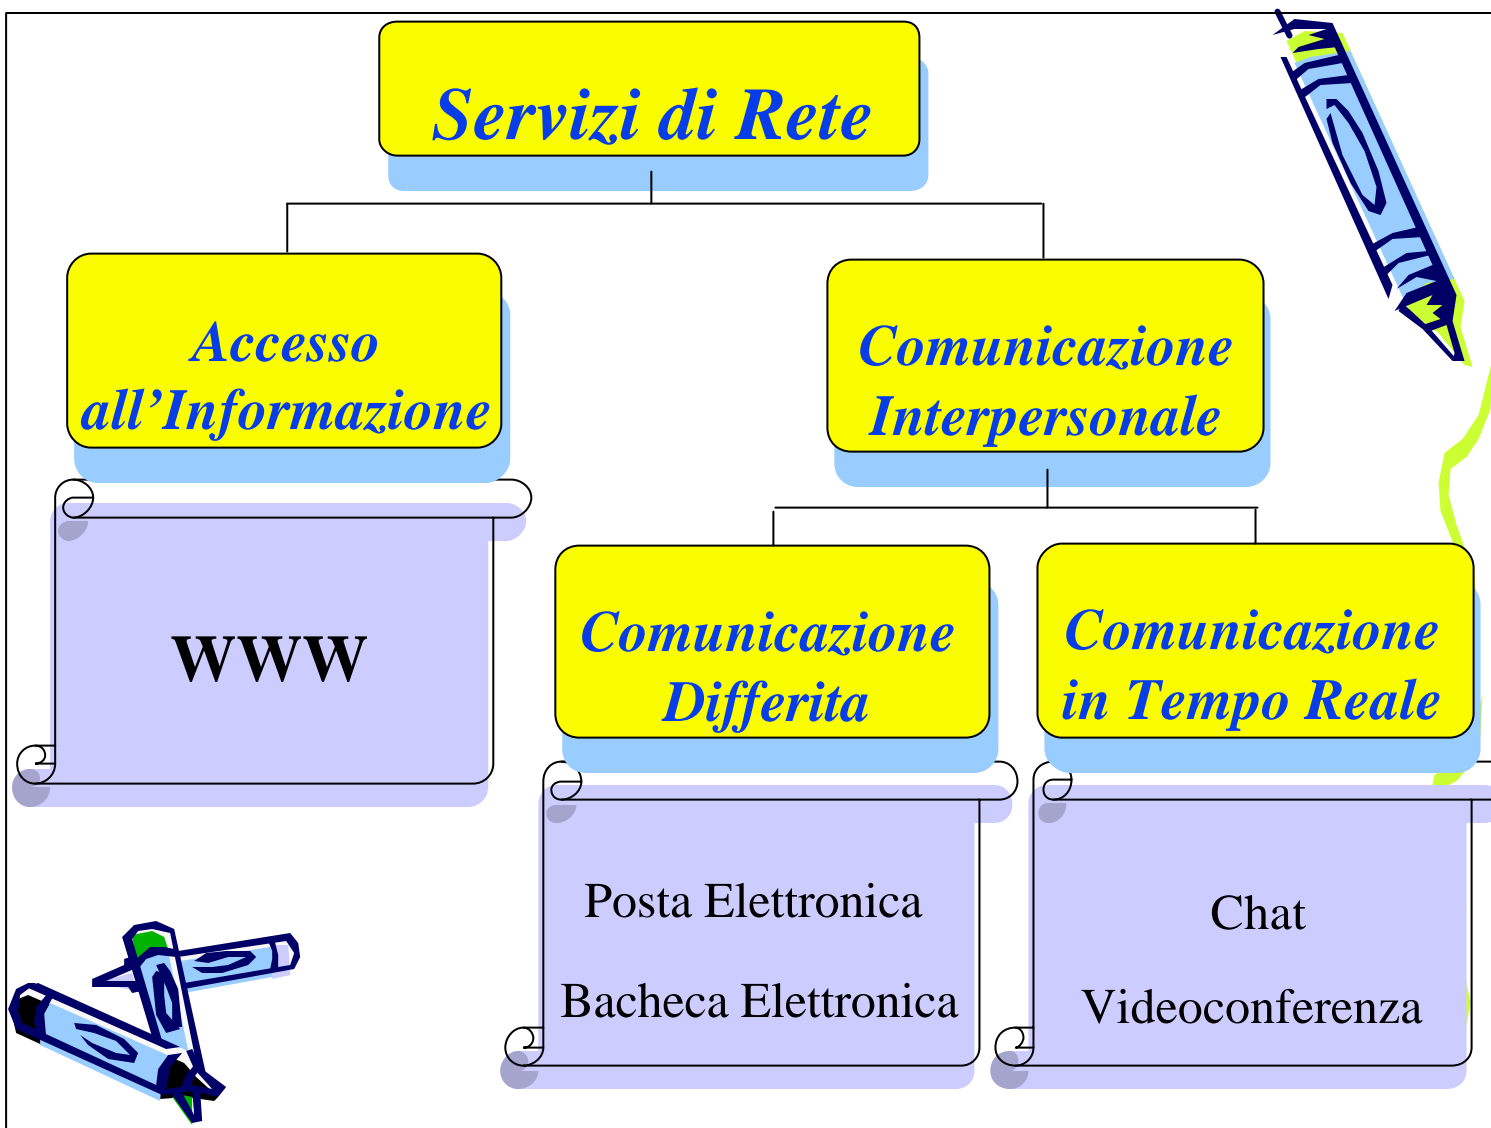 Servizi di Rete
Accesso
all’Informazione
Comunicazione
Interpersonale
www
Comunicazione
Differita
Comunicazione
in Tempo Reale
Posta Elettronica
Bacheca Elettronica
Chat
Videoconferenza